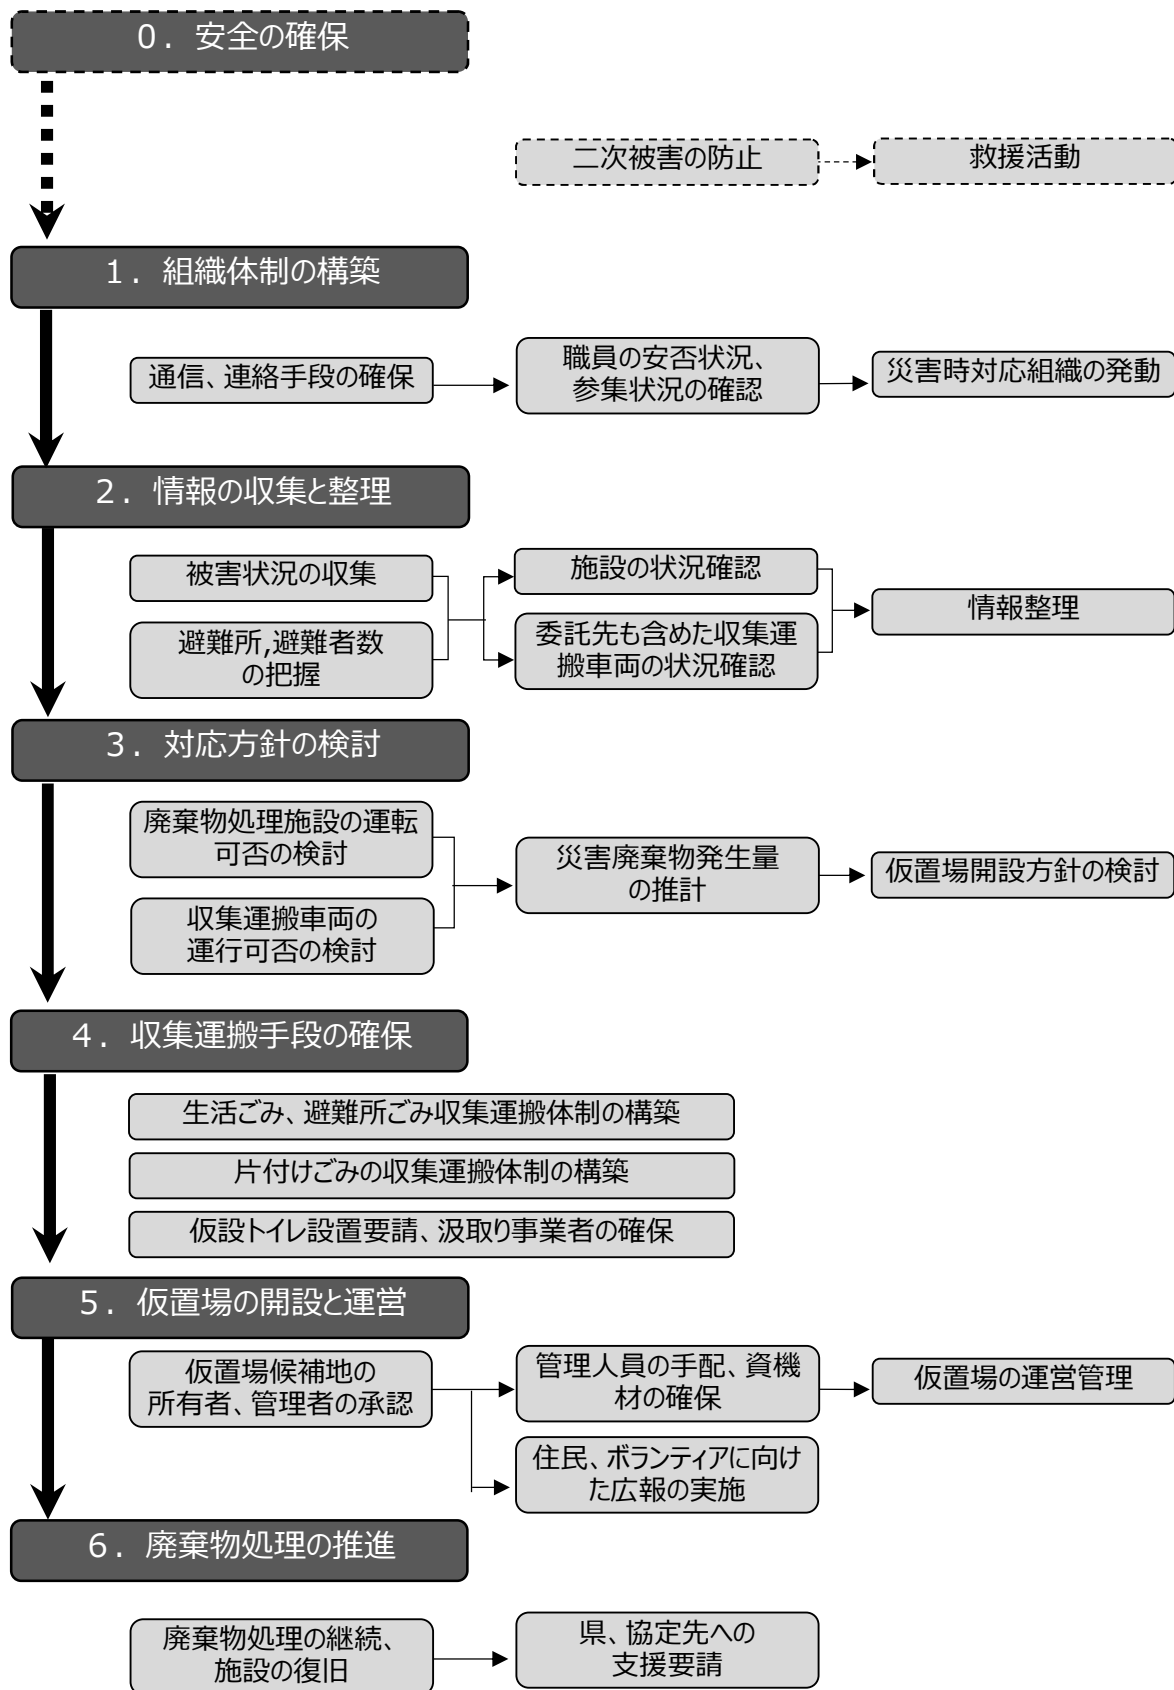 0. 安全の確保
二次被害の防止
救援活動
1. 組織体制の構築
通信、連絡手段の確保
職員の安否状況、
参集状況の確認
災害時対応組織の発動
2. 情報の収集と整理
被害状況の収集
避難所,避難者数
の把握
施設の状況確認
委託先も含めた収集運
搬車両の状況確認
情報整理
3. 対応方針の検討
廃棄物処理施設の運転
可否の検討
収集運搬車両の
運行可否の検討
災害廃棄物発生量
の推計
仮置場開設方針の検討
4. 収集運搬手段の確保
生活ごみ、避難所ごみ収集運搬体制の構築
片付けごみの収集運搬体制の構築
仮設トイレ設置要請、汲取り事業者の確保
5. 仮置場の開設と運営
仮置場候補地の
所有者、管理者の承認
管理人員の手配、資機
材の確保
仮置場の運営管理
住民、ボランティアに向け
た広報の実施
6. 廃棄物処理の推進
廃棄物処理の継続、
施設の復旧
県、協定先への
支援要請